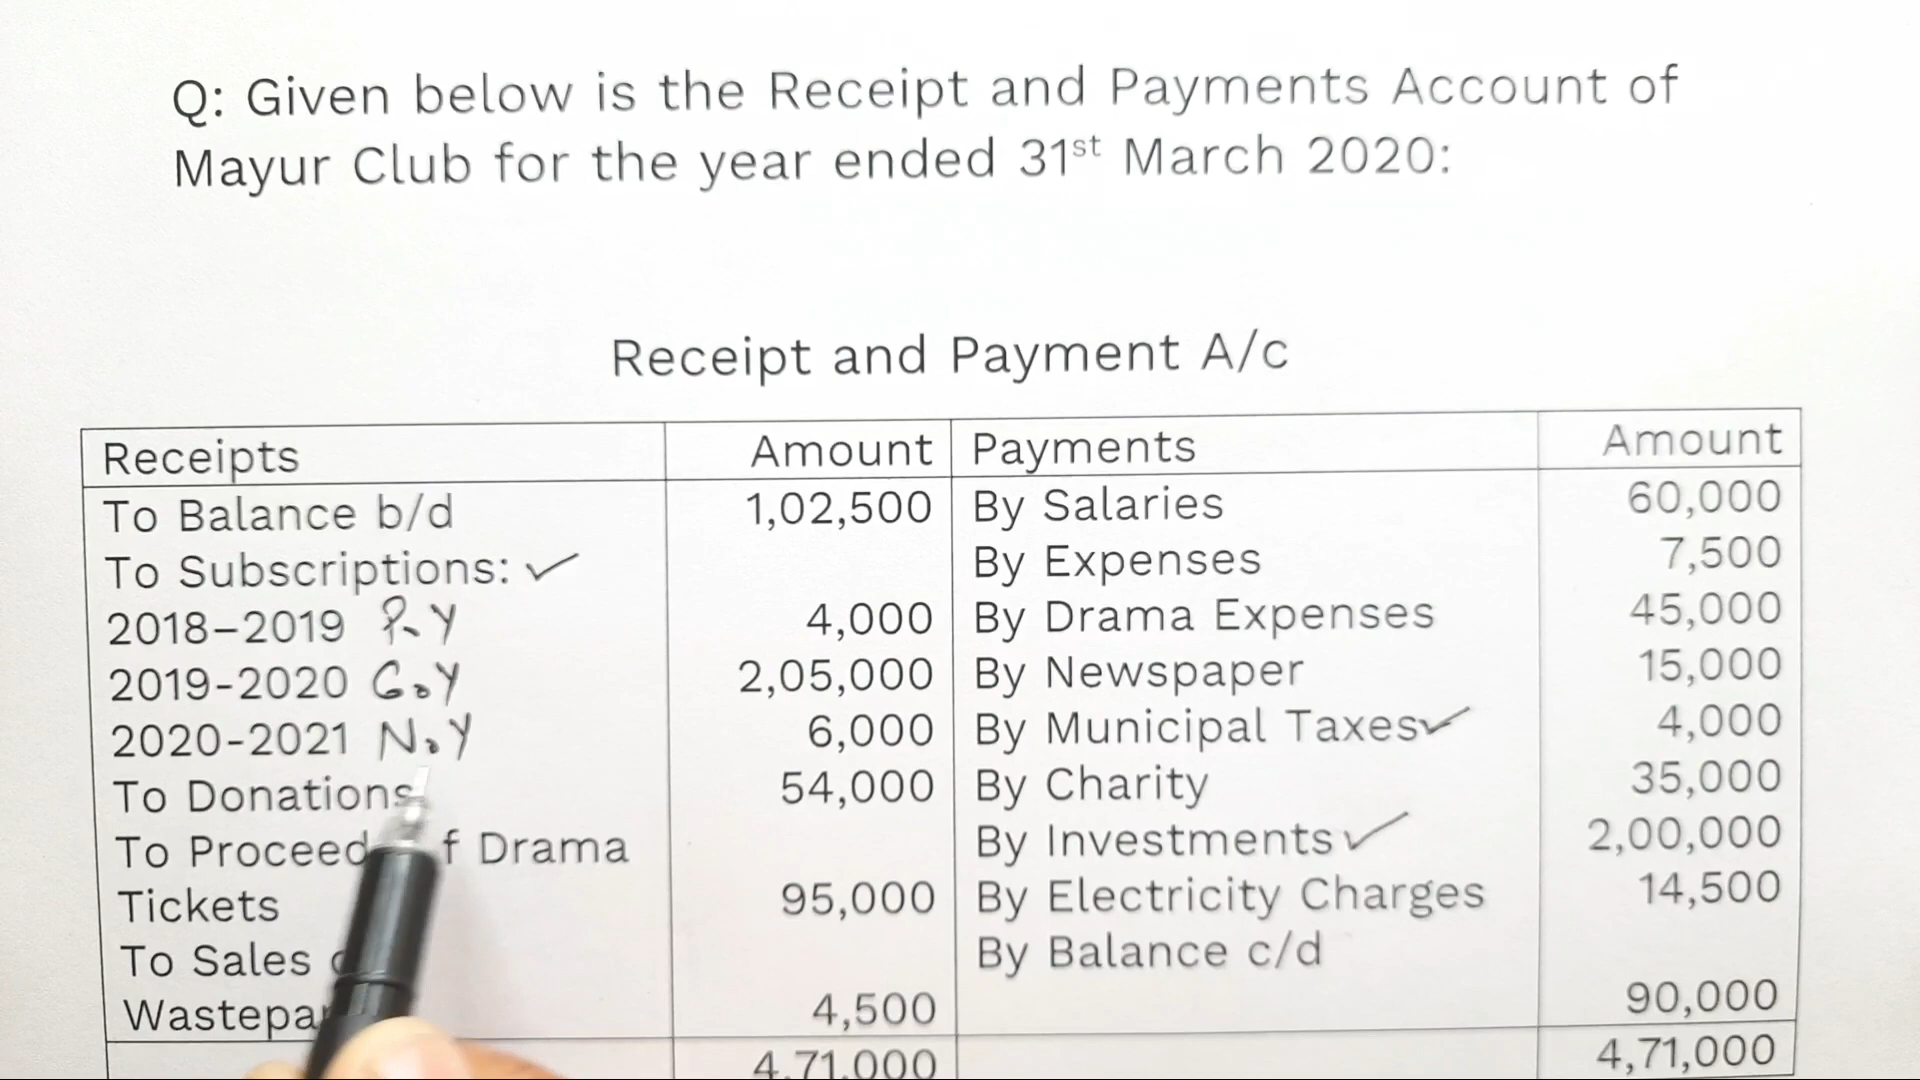 Q: Given below is the Receipt and Payments Account of
Mayur Club for the year ended 31st March 2020:
Receipt and Payment A/c
Receipts Amount Payments Amount
To Balance b/d 1,02,500 By Salaries 60,000
To Subscriptions: ✓ By Expenses 7,500
2018–2019 P.Y 4,000 By Drama Expenses 45,000
2019-2020 C.Y 2,05,000 By Newspaper 15,000
2020-2021 N.Y 6,000 By Municipal Taxes ✓ 4,000
To Donations 54,000 By Charity 35,000
To Drama By Investments ✓ 2,00,000
Tickets 95,000 By Electricity Charges 14,500
To Sales By Balance c/d
4,500 90,000
4,71,000 4,71,000